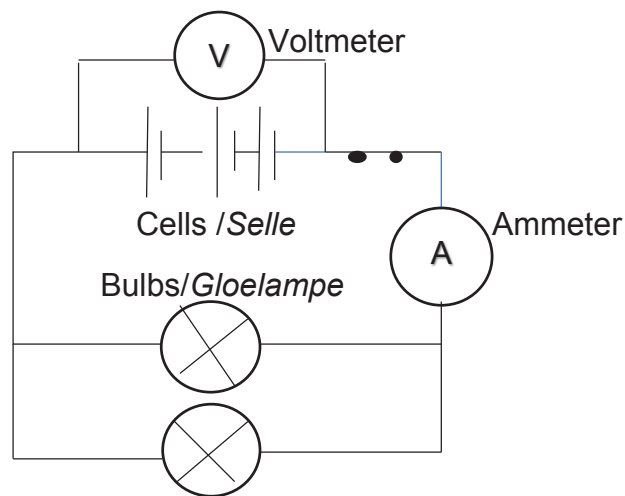 V Voltmeter
Cells /Selle
Ammeter
A
Bulbs/Gloelampe